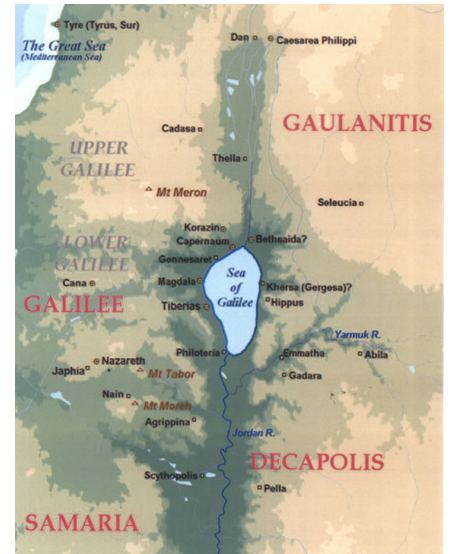 Tyre (Tyrus, Sur)
The Great Sea
(Mediterranean Sea)
Dan
Caesarea Philippi
GAULANITIS
Cadasa
UPPER
GALILEE
Thella
Mt Meron
Seleucia
Korazin
Capernaum
Bethsaida?
LOWER
GALILEE
Gennesaret
Sea
of
Galilee
Cana
Magdala
Khersa (Gergesa)?
Hippus
GALILEE
Tiberias
Yarmuk R.
Philoteria
Emmatha
Abila
Nazareth
Japhia
Mt Tabor
Gadara
Nain
Mt Moreh
Agrippina
Jordan R.
DECAPOLIS
Scythopolis
Pella
SAMARIA